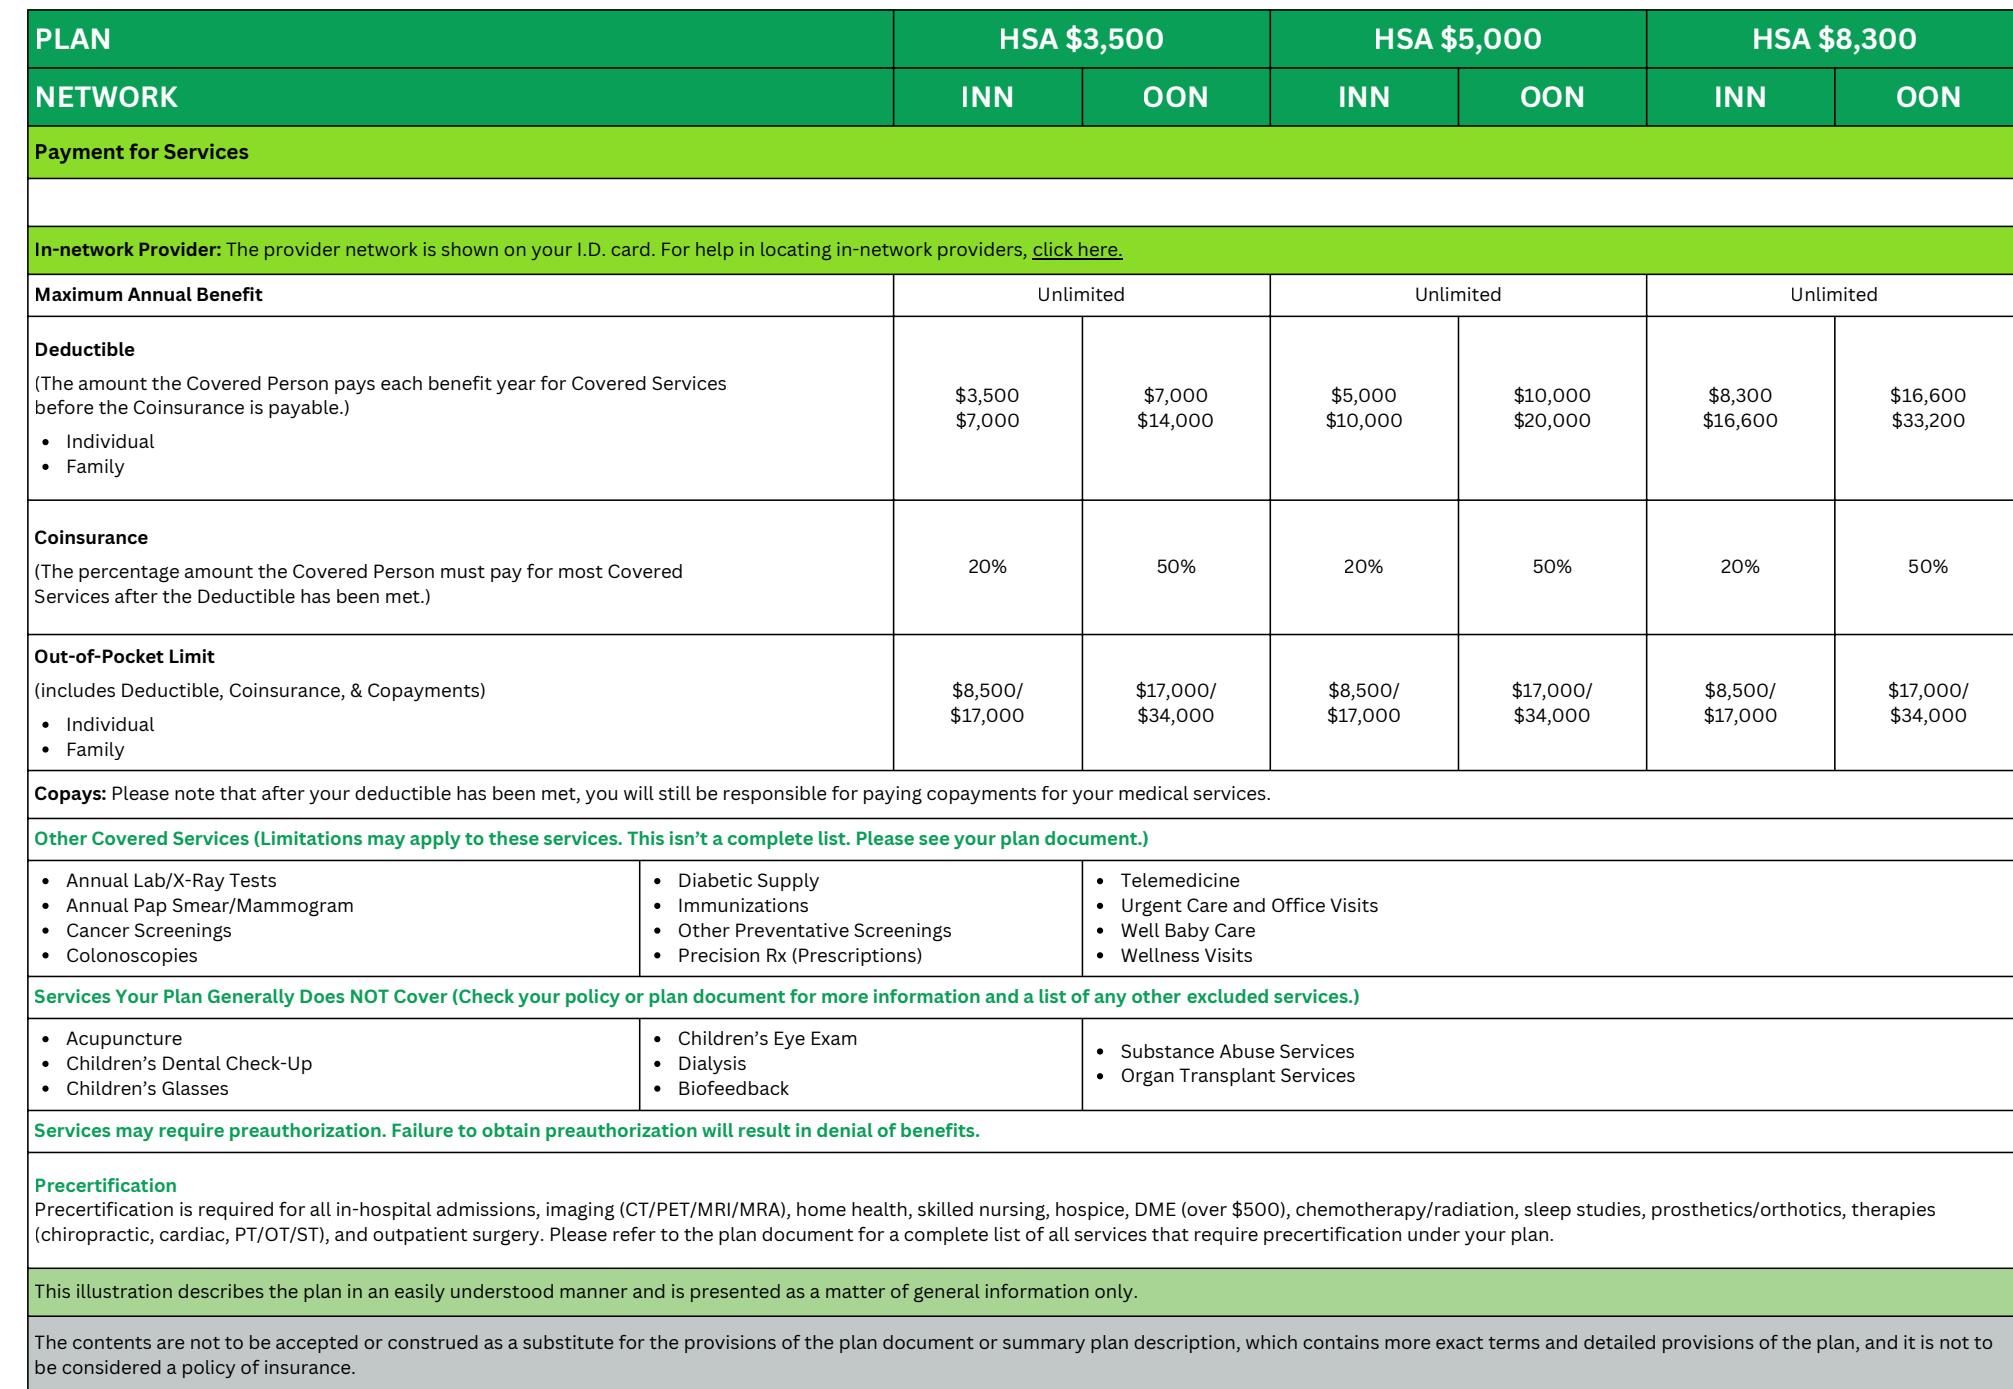 PLAN HSA $3,500 HSA $5,000 HSA $8,300
NETWORK INN OON INN OON INN OON
Payment for Services
In-network Provider: The provider network is shown on your I.D. card. For help in locating in-network providers, click here.
Maximum Annual Benefit Unlimited Unlimited Unlimited
Deductible
(The amount the Covered Person pays each benefit year for Covered Services
before the Coinsurance is payable.)
• Individual
• Family
$3,500 $7,000 $5,000 $10,000 $8,300 $16,600
$7,000 $14,000 $10,000 $20,000 $16,600 $33,200
Coinsurance
(The percentage amount the Covered Person must pay for most Covered
Services after the Deductible has been met.)
20% 50% 20% 50% 20% 50%
Out-of-Pocket Limit
(includes Deductible, Coinsurance, & Copayments)
• Individual
• Family
$8,500/ $17,000/ $8,500/ $17,000/ $8,500/ $17,000/
$17,000 $34,000 $17,000 $34,000 $17,000 $34,000
Copays: Please note that after your deductible has been met, you will still be responsible for paying copayments for your medical services.
Other Covered Services (Limitations may apply to these services. This isn’t a complete list. Please see your plan document.)
• Annual Lab/X-Ray Tests
• Annual Pap Smear/Mammogram
• Cancer Screenings
• Colonoscopies
• Diabetic Supply
• Immunizations
• Other Preventative Screenings
• Precision Rx (Prescriptions)
• Telemedicine
• Urgent Care and Office Visits
• Well Baby Care
• Wellness Visits
Services Your Plan Generally Does NOT Cover (Check your policy or plan document for more information and a list of any other excluded services.)
• Acupuncture
• Children’s Dental Check-Up
• Children’s Glasses
• Children’s Eye Exam
• Dialysis
• Biofeedback
• Substance Abuse Services
• Organ Transplant Services
Services may require preauthorization. Failure to obtain preauthorization will result in denial of benefits.
Precertification
Precertification is required for all in-hospital admissions, imaging (CT/PET/MRI/MRA), home health, skilled nursing, hospice, DME (over $500), chemotherapy/radiation, sleep studies, prosthetics/orthotics, therapies
(chiropractic, cardiac, PT/OT/ST), and outpatient surgery. Please refer to the plan document for a complete list of all services that require precertification under your plan.
This illustration describes the plan in an easily understood manner and is presented as a matter of general information only.
The contents are not to be accepted or construed as a substitute for the provisions of the plan document or summary plan description, which contains more exact terms and detailed provisions of the plan, and it is not to
be considered a policy of insurance.